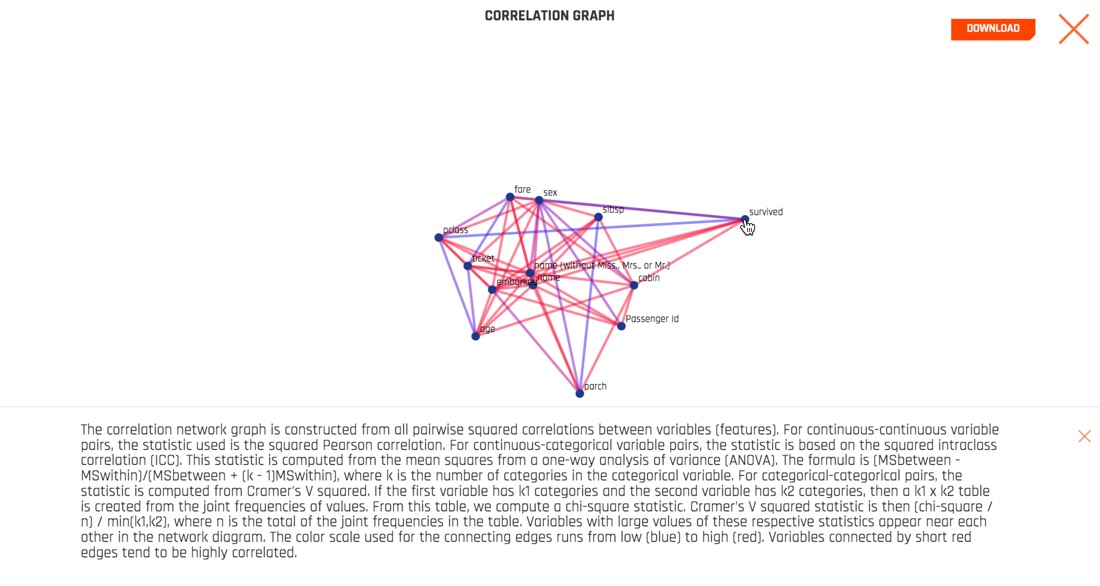 CORRELATION GRAPH
DOWNLOAD
fare
sex
sibsp
survived
pclass
ticket
name (without Miss., Mrs., or Mr.)
name
embarked
cabin
Passenger Id
age
parch
The correlation network graph is constructed from all pairwise squared correlations between variables (features). For continuous-continuous variable
pairs, the statistic used is the squared Pearson correlation. For continuous-categorical variable pairs, the statistic is based on the squared intraclass
correlation (ICC). This statistic is computed from the mean squares from a one-way analysis of variance (ANOVA). The formula is (MSbetween -
MSwithin)/(MSbetween + (k - 1)MSwithin), where k is the number of categories in the categorical variable. For categorical-categorical pairs, the
statistic is computed from Cramer's V squared. If the first variable has k1 categories and the second variable has k2 categories, then a k1 x k2 table
is created from the joint frequencies of values. From this table, we compute a chi-square statistic. Cramer's V squared statistic is then (chi-square /
n) / min(k1,k2), where n is the total of the joint frequencies in the table. Variables with large values of these respective statistics appear near each
other in the network diagram. The color scale used for the connecting edges runs from low (blue) to high (red). Variables connected by short red
edges tend to be highly correlated.